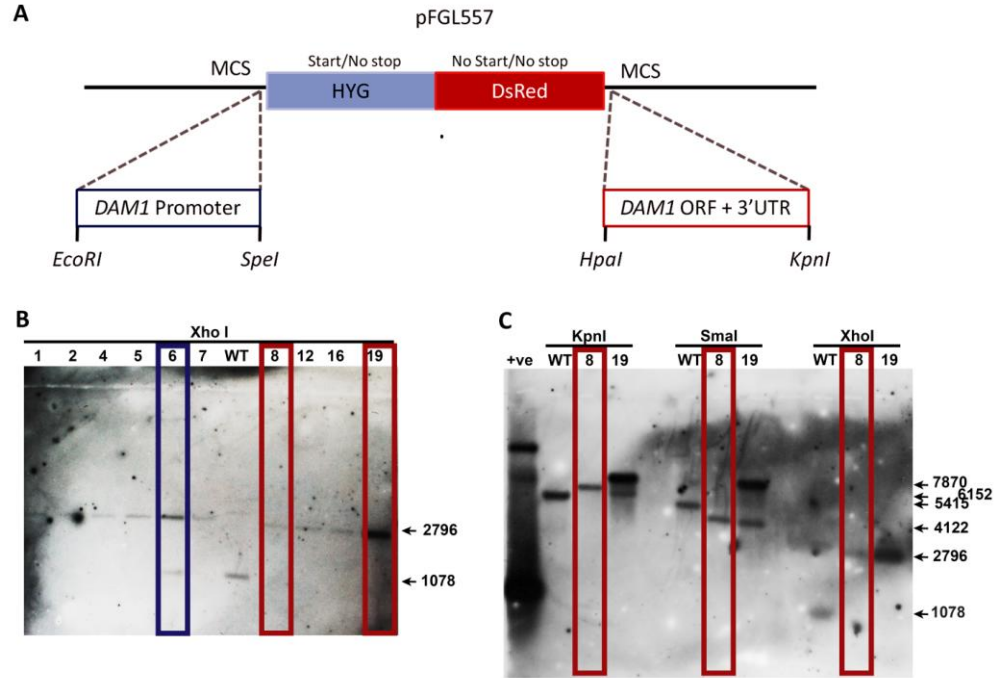 A
pFGL557
MCS
Start/No stop
No Start/No stop
MCS
HYG
DsRed
DAM1 Promoter
DAM1 ORF + 3'UTR
EcoRI
SpeI
HpaI
KpnI
B
Xho I
1 2 4 5 6 7 WT 8 12 16 19
2796
1078
C
KpnI SmaI XhoI
+ve WT 8 19 WT 8 19 WT 8 19
7870
6152
5415
4122
2796
1078